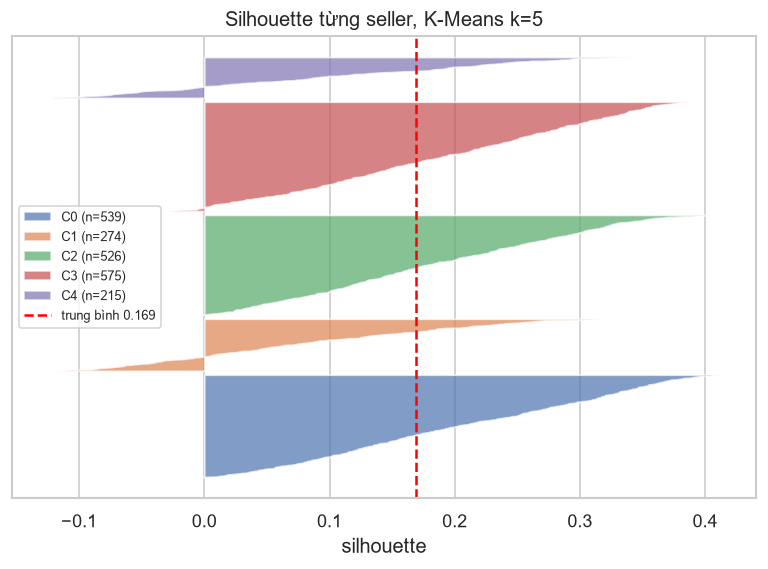 Silhouette từng seller, K-Means k=5
C0 (n=539)
C1 (n=274)
C2 (n=526)
C3 (n=575)
C4 (n=215)
trung bình 0.169
−0.1 0.0 0.1 0.2 0.3 0.4
silhouette